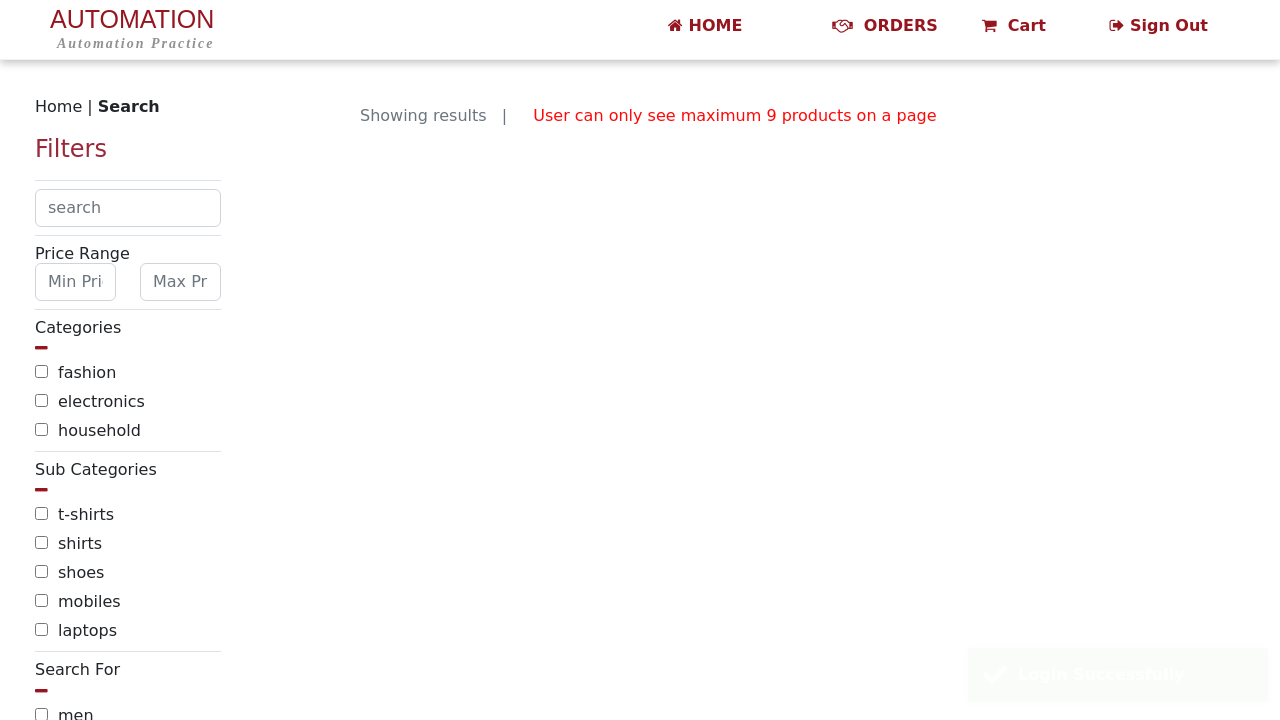 AUTOMATION
Automation Practice
HOME
ORDERS
Cart
Sign Out
Home | Search
Showing results | User can only see maximum 9 products on a page
Filters
search
Price Range
Min Pri
Max Pr
Categories
fashion
electronics
household
Sub Categories
t-shirts
shirts
shoes
mobiles
laptops
Search For
men
Login Successfully